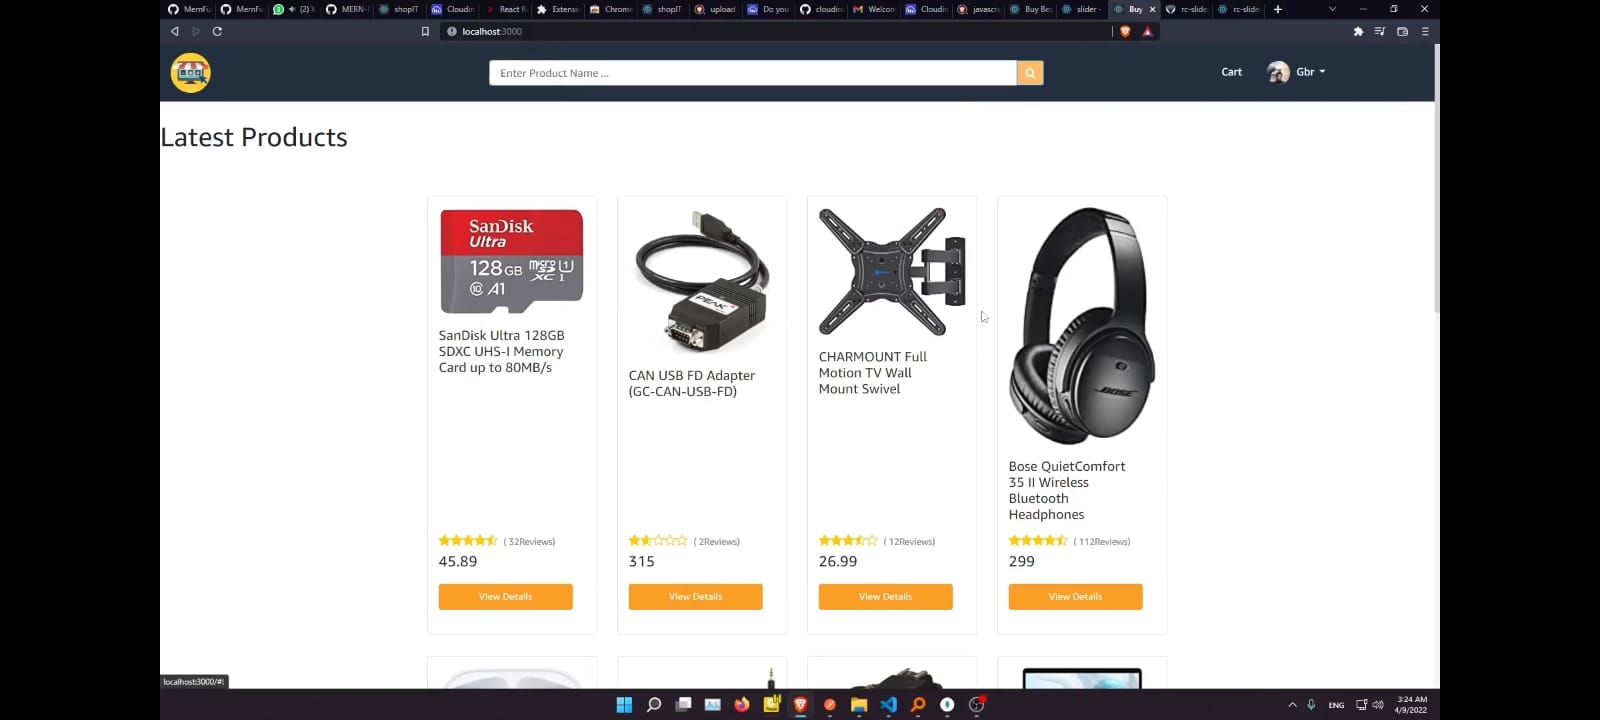 MernFu
MernFu
(2) V
MERN-I
shopIT
Cloudin
React R
Extensi
Chrome
shopIT
upload
Do you
cloudin
Welcom
Cloudin
javascri
Buy Be
slider -
Buy
rc-slide
rc-slide
localhost:3000
Enter Product Name ...
Cart
Gbr
Latest Products
SanDisk
Ultra
128GB micro SD XC I U1
10 A1
PEAK
BOSE
SanDisk Ultra 128GB
SDXC UHS-I Memory
Card up to 80MB/s
CAN USB FD Adapter
(GC-CAN-USB-FD)
CHARMOUNT Full
Motion TV Wall
Mount Swivel
Bose QuietComfort
35 II Wireless
Bluetooth
Headphones
( 32Reviews)
( 2Reviews)
( 12Reviews)
( 112Reviews)
45.89
315
26.99
299
View Details
View Details
View Details
View Details
localhost:3000/#!
ENG
3:24 AM
4/9/2022